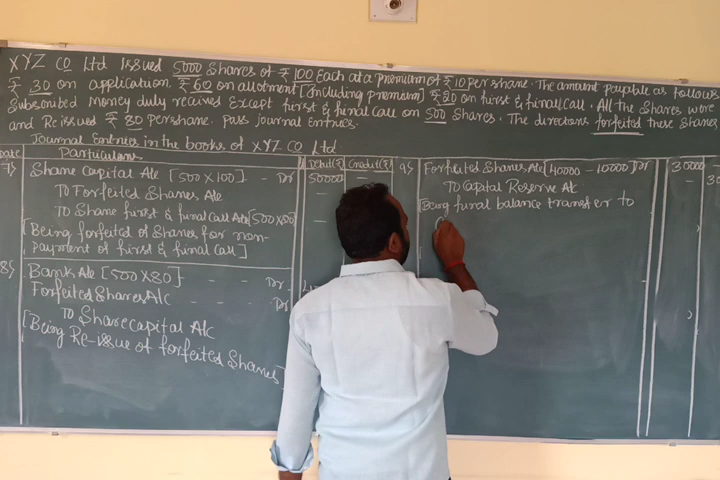 XYZ CO Ltd Issued 5000 Shares of ₹ 100 Each at a premium of ₹ 10 per share. The amount payable as follows
₹ 30 on application ₹ 60 on allotment [Including premium] ₹ 20 on first & final call. All the Shares were
Subscribed Money duly received Except first & final call on 500 Shares. The directors forfeited these Shares
and Re issued ₹ 80 per share. Pass journal entries.
Journal Entries in the books of XYZ CO Ltd
Date Particulars Debit(₹) Credit(₹)
Share Capital A/c [500×100] - Dr 50000 -
To Forfeited Shares A/c -
To Share first & final call A/c [500×20] -
[Being forfeited of Shares for non-
payment of first & final call]
Bank A/c [500×80] - - - Dr
Forfeited Shares A/c - - - Dr
To Share capital A/c
[Being Re-issue of forfeited Shares]
Forfeited Shares A/c [40000 - 10000] Dr 30000
To Capital Reserve A/c - 30
[Being final balance transfer to